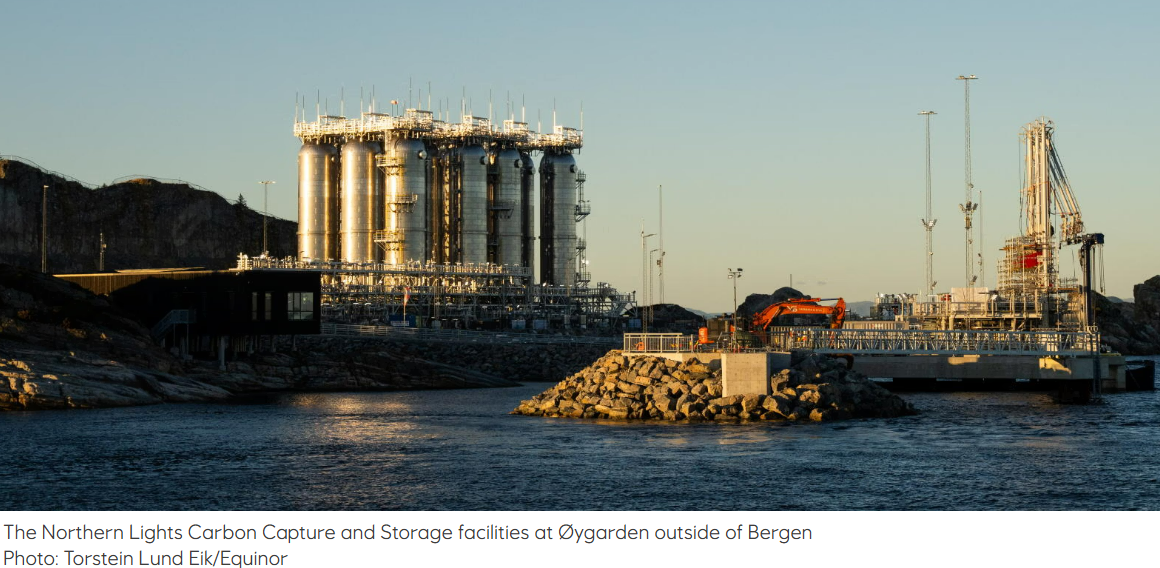 The Northern Lights Carbon Capture and Storage facilities at Øygarden outside of Bergen
Photo: Torstein Lund Eik/Equinor